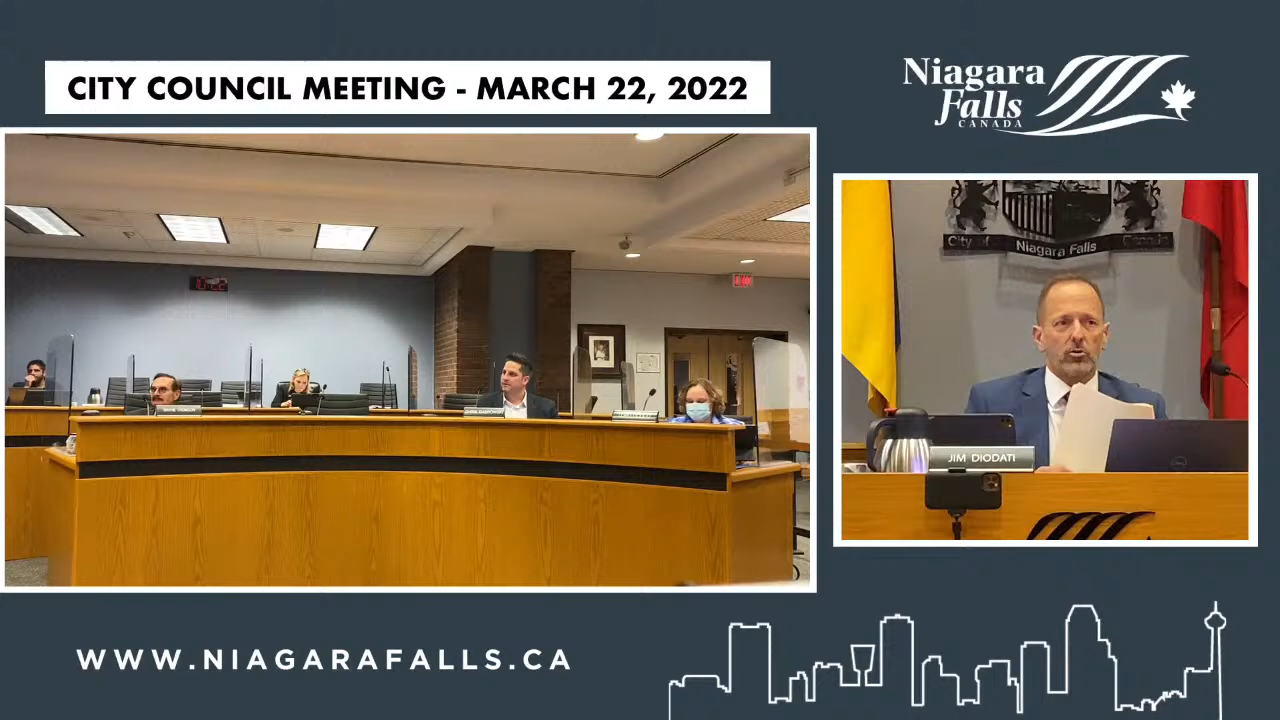 CITY COUNCIL MEETING - MARCH 22, 2022
Niagara
Falls
CANADA
City of Niagara Falls Canada
JIM DIODATI
DELL
WWW.NIAGARAFALLS.CA